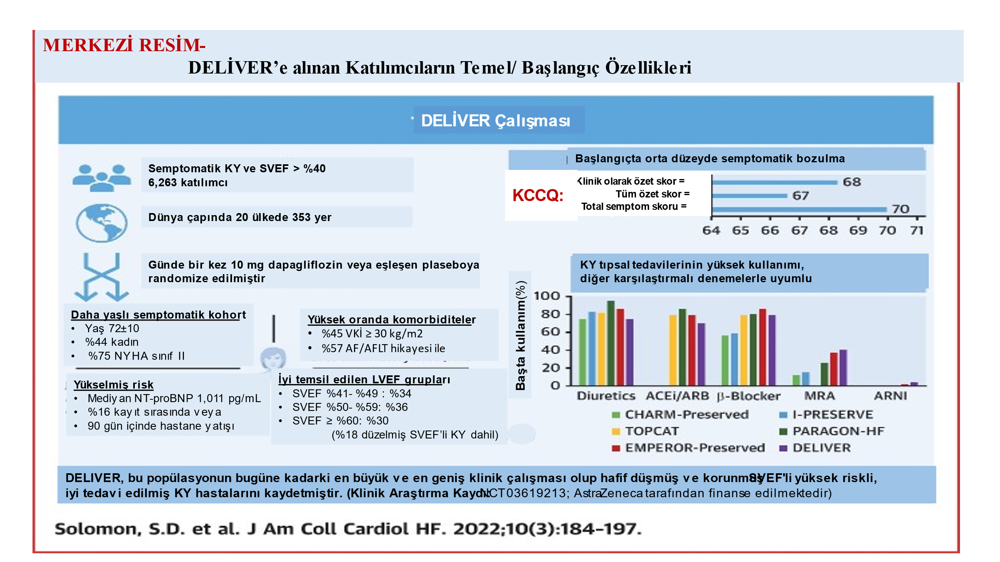 MERKEZİ RESİM-
DELİVER’e alınan Katılımcıların Temel/ Başlangıç Özellikleri
DELİVER Çalışması
Semptomatik KY ve SVEF > %40
6,263 katılımcı
Dünya çapında 20 ülkede 353 yer
Günde bir kez 10 mg dapagliflozin veya eşleşen plaseboya
randomize edilmiştir
Daha yaşlı semptomatik kohort
• Yaş 72±10
• %44 kadın
• %75 NYHA sınıf II
Yüksek oranda komorbiditeler
• %45 VKİ ≥ 30 kg/m2
• %57 AF/AFLT hikayesi ile
Yükselmiş risk
• Mediyan NT-proBNP 1,011 pg/mL
• %16 kayıt sırasında veya
• 90 gün içinde hastane yatışı
İyi temsil edilen LVEF grupları
• SVEF %41- %49 : %34
• SVEF %50- %59: %36
• SVEF ≥ %60: %30
(%18 düzelmiş SVEF’li KY dahil)
Başlangıçta orta düzeyde semptomatik bozulma
KCCQ:
Klinik olarak özet skor =
68
Tüm özet skor =
67
Total semptom skoru =
70
64 65 66 67 68 69 70 71
KY tıpsal tedavilerinin yüksek kullanımı,
diğer karşılaştırmalı denemelerle uyumlu
Başta kullanım(%)
100
80
60
40
20
0
Diuretics ACEi/ARB β-Blocker MRA ARNI
CHARM-Preserved I-PRESERVE
TOPCAT PARAGON-HF
EMPEROR-Preserved DELIVER
DELIVER, bu popülasyonun bugüne kadarki en büyük ve en geniş klinik çalışması olup hafif düşmüş ve korunmuş SVEF'li yüksek riskli,
iyi tedavi edilmiş KY hastalarını kaydetmiştir. (Klinik Araştırma Kaydı: NCT03619213; AstraZeneca tarafından finanse edilmektedir)
Solomon, S.D. et al. J Am Coll Cardiol HF. 2022;10(3):184–197.